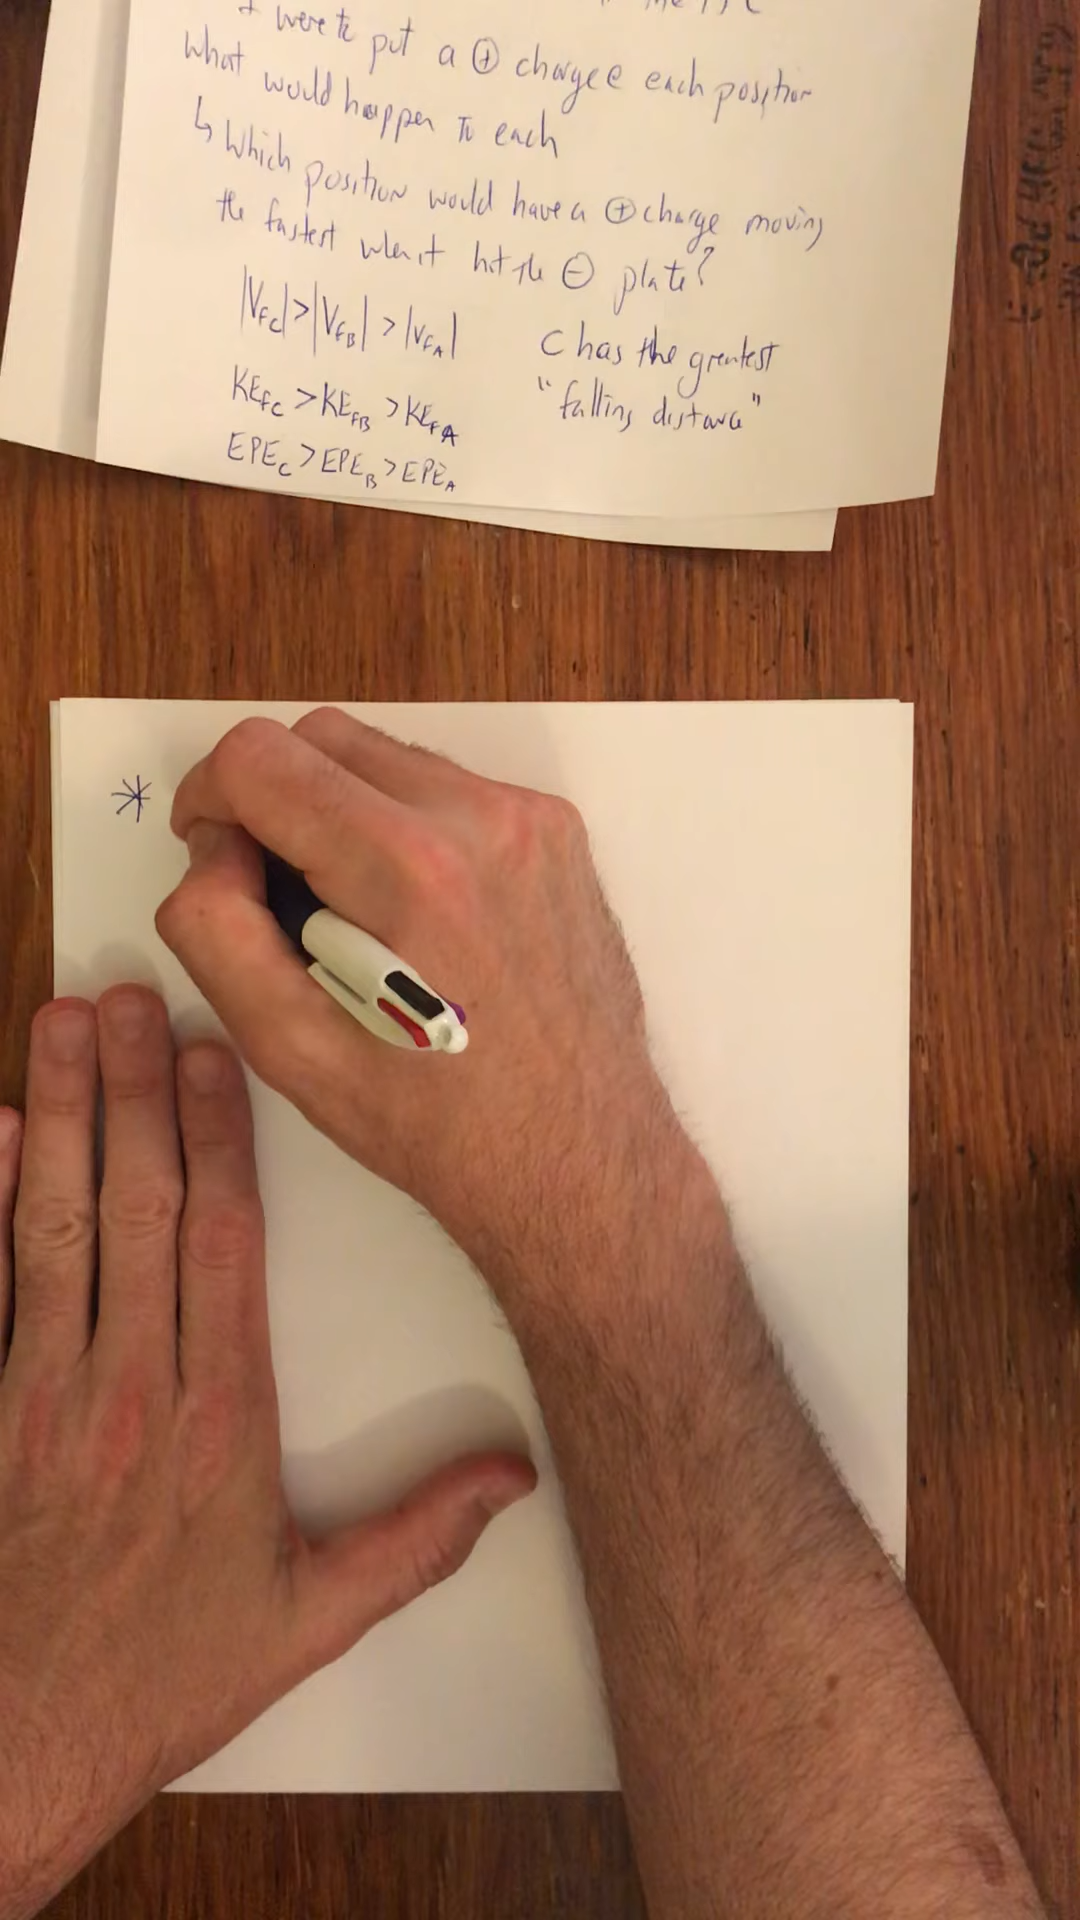 were to put a ⊕ charge @ each position
What would happen to each
↳ Which position would have a ⊕ charge moving
the fastest when it hit the ⊖ plate?
|V_fC| > |V_fB| > |V_fA|
C has the greatest
"falling distance"
KE_fC > KE_fB > KE_fA
EPE_C > EPE_B > EPE_A
*